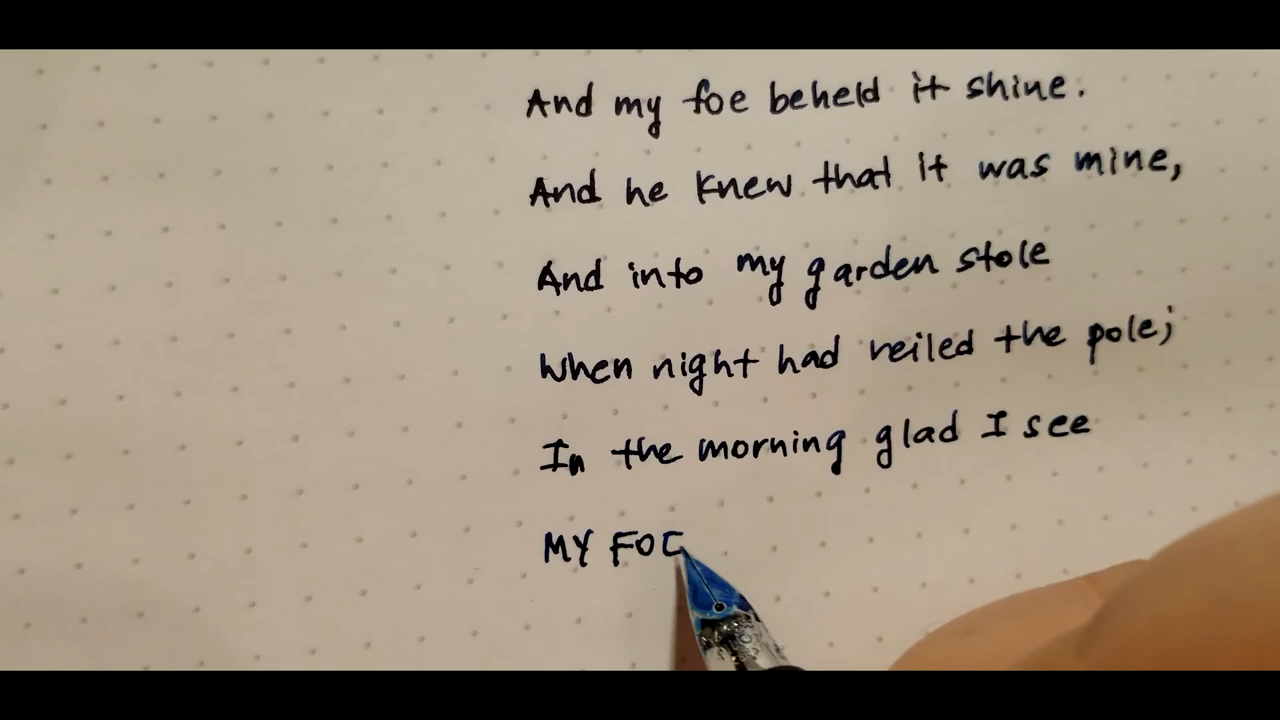 And my foe beheld it shine.
And he knew that it was mine,
And into my garden stole
When night had veiled the pole;
In the morning glad I see
MY FO